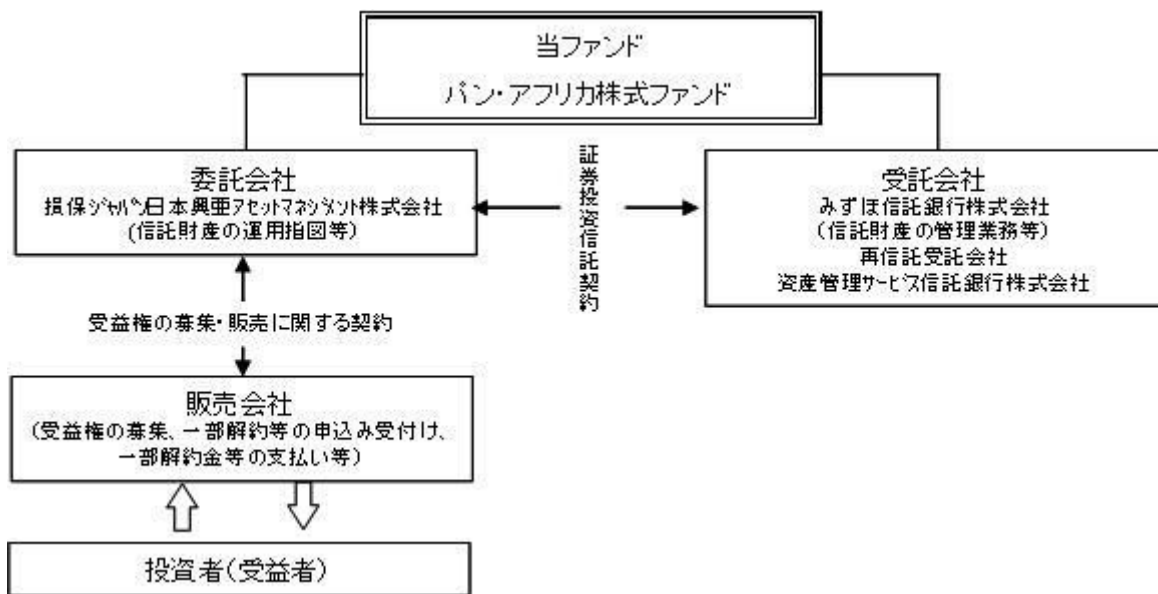 当ファンド
パン・アフリカ株式ファンド
委託会社
損保ジャパン日本興亜アセットマネジメント株式会社
(信託財産の運用指図等)
証券投資信託契約
受託会社
みずほ信託銀行株式会社
(信託財産の管理業務等)
再信託受託会社
資産管理サービス信託銀行株式会社
受益権の募集・販売に関する契約
販売会社
(受益権の募集、一部解約等の申込み受付け、
一部解約金等の支払い等)
投資者(受益者)